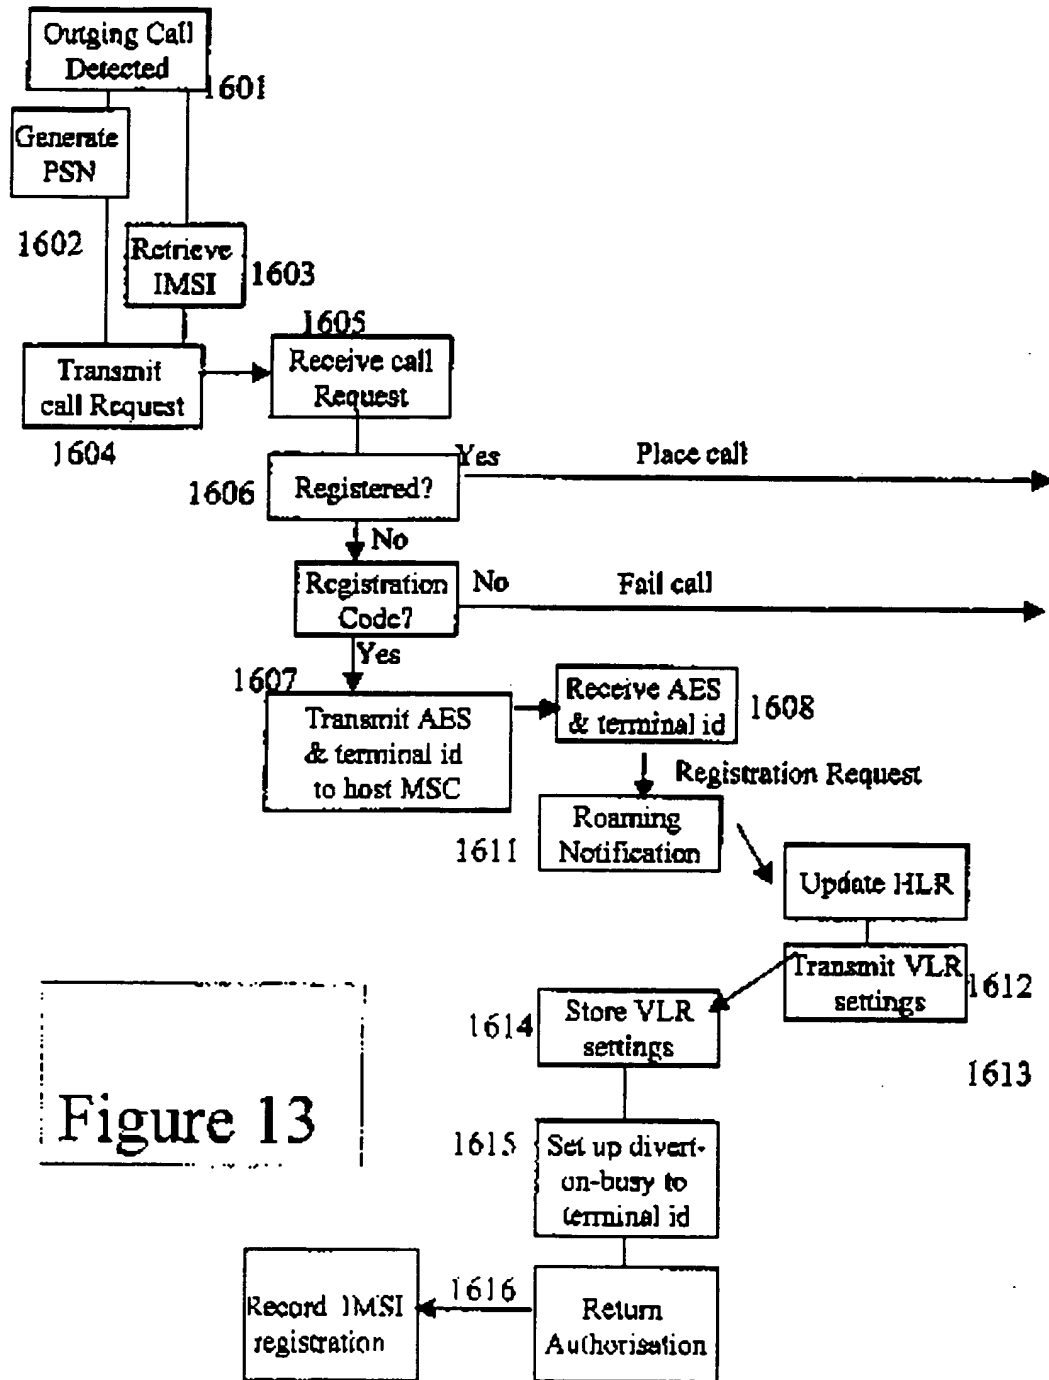 Outging Call
Detected
1601
Generate
PSN
1602
Retrieve
IMSI
1603
1605
Transmit
call Request
Receive call
Request
1604
Yes
Place call
1606
Registered?
No
Registration
Code?
No
Fail call
Yes
1607
Transmit AES
& terminal id
to host MSC
Receive AES
& terminal id
1608
Registration Request
1611
Roaming
Notification
Update HLR
Transmit VLR
settings
1612
1614
Store VLR
settings
1613
Figure 13
1615
Set up divert-
on-busy to
terminal id
1616
Record IMSI
registration
Return
Authorisation